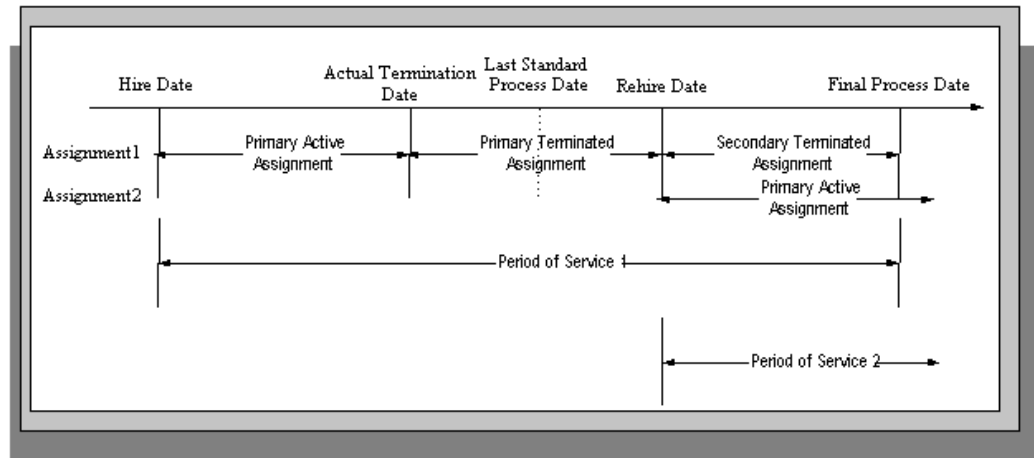 Hire Date
Actual Termination
Date
Last Standard
Process Date
Rehire Date
Final Process Date
Assignment1
Primary Active
Assignment
Primary Terminated
Assignment
Secondary Terminated
Assignment
Assignment2
Primary Active
Assignment
Period of Service 1
Period of Service 2